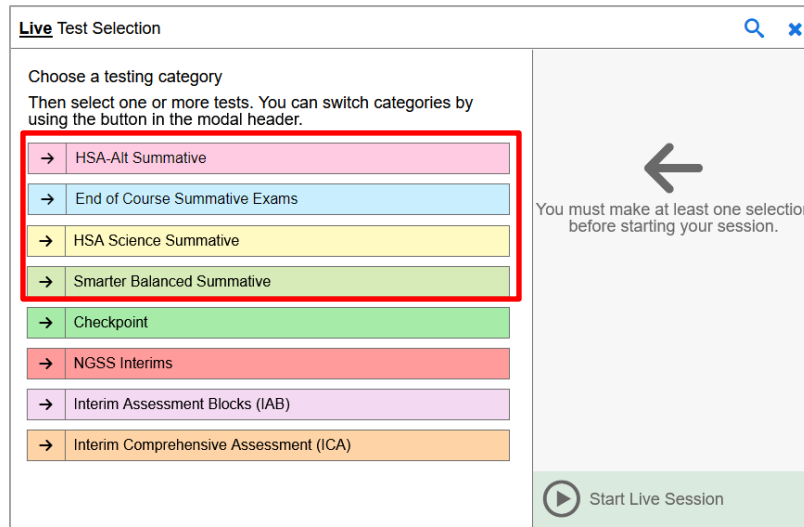 Live Test Selection
Choose a testing category
Then select one or more tests. You can switch categories by
using the button in the modal header.
HSA-Alt Summative
End of Course Summative Exams
HSA Science Summative
Smarter Balanced Summative
Checkpoint
NGSS Interims
Interim Assessment Blocks (IAB)
Interim Comprehensive Assessment (ICA)
You must make at least one selection
before starting your session.
Start Live Session